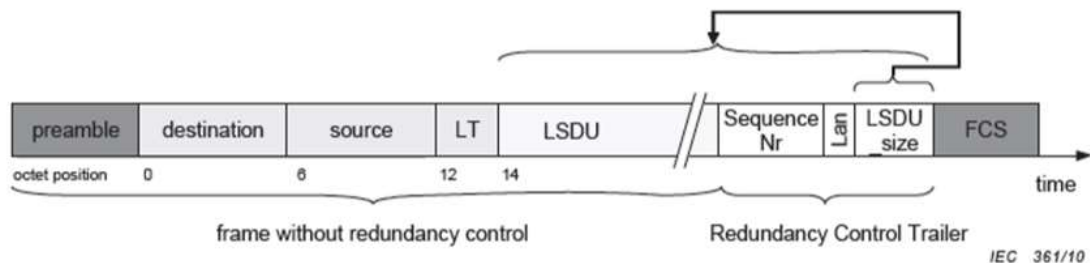 preamble destination source LT LSDU Sequence Nr Lan LSDU _size FCS
octet position 0 6 12 14
time
frame without redundancy control Redundancy Control Trailer
IEC 361/10